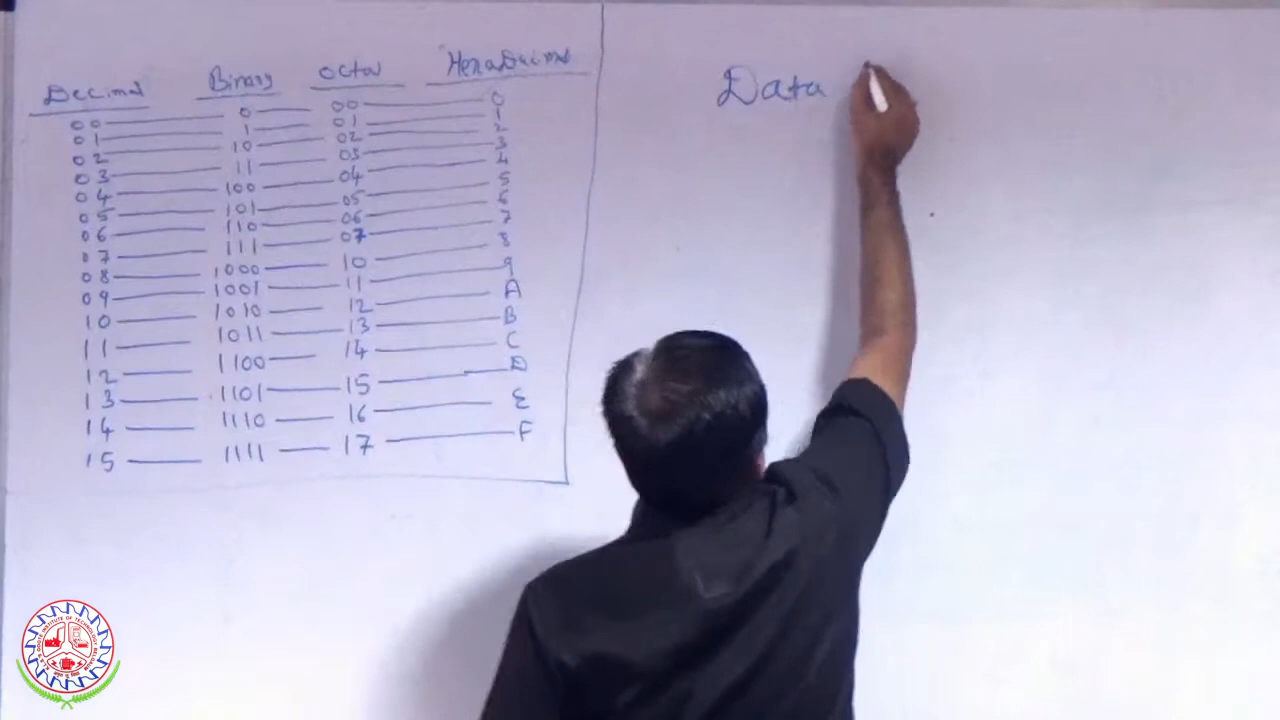 Decimal Binary Octal HexaDecimal
00 0 00 0
01 1 01 1
02 10 02 2
03 11 03 3
04 100 04 4
05 101 05 5
06 110 06 6
07 111 07 7
08 1000 10 8
09 1001 11 9
10 1010 12 A
11 1011 13 B
12 1100 14 C
13 1101 15 D
14 1110 16 E
15 1111 17 F
Data